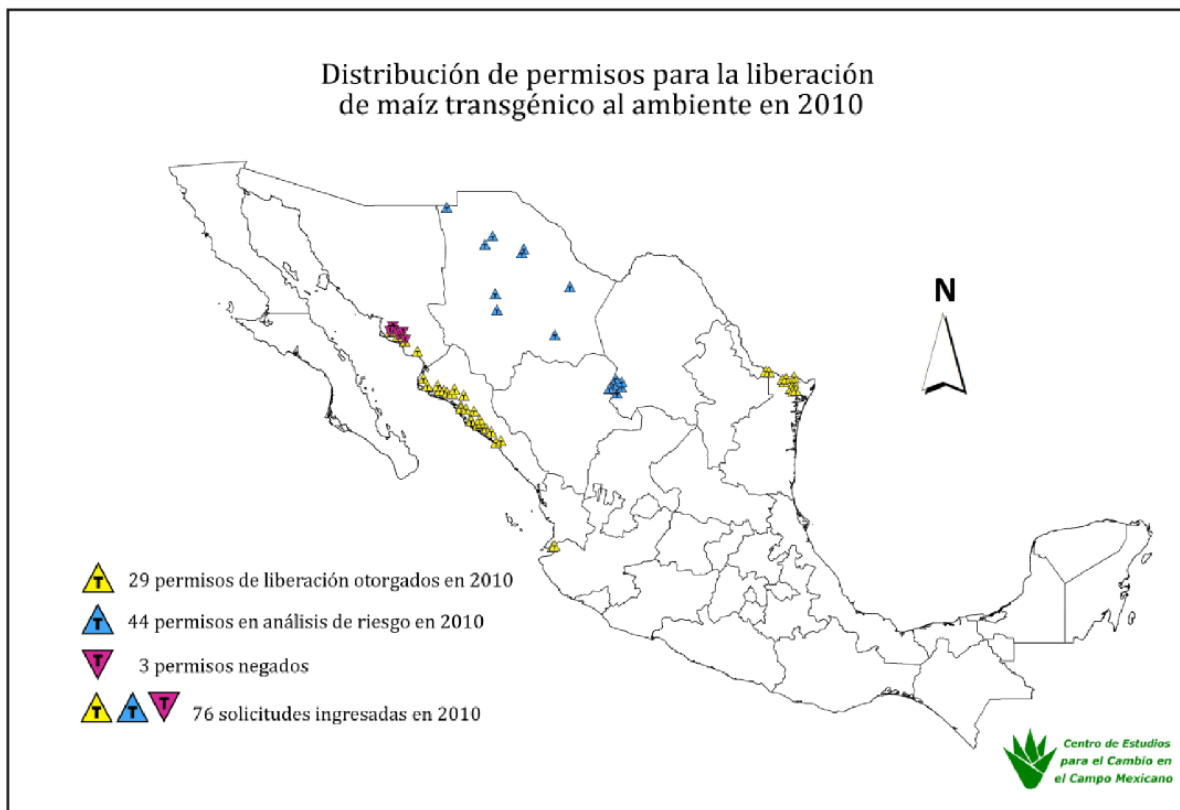 Distribución de permisos para la liberación
de maíz transgénico al ambiente en 2010
N
T 29 permisos de liberación otorgados en 2010
T 44 permisos en análisis de riesgo en 2010
T 3 permisos negados
T T T 76 solicitudes ingresadas en 2010
Centro de Estudios
para el Cambio en
el Campo Mexicano